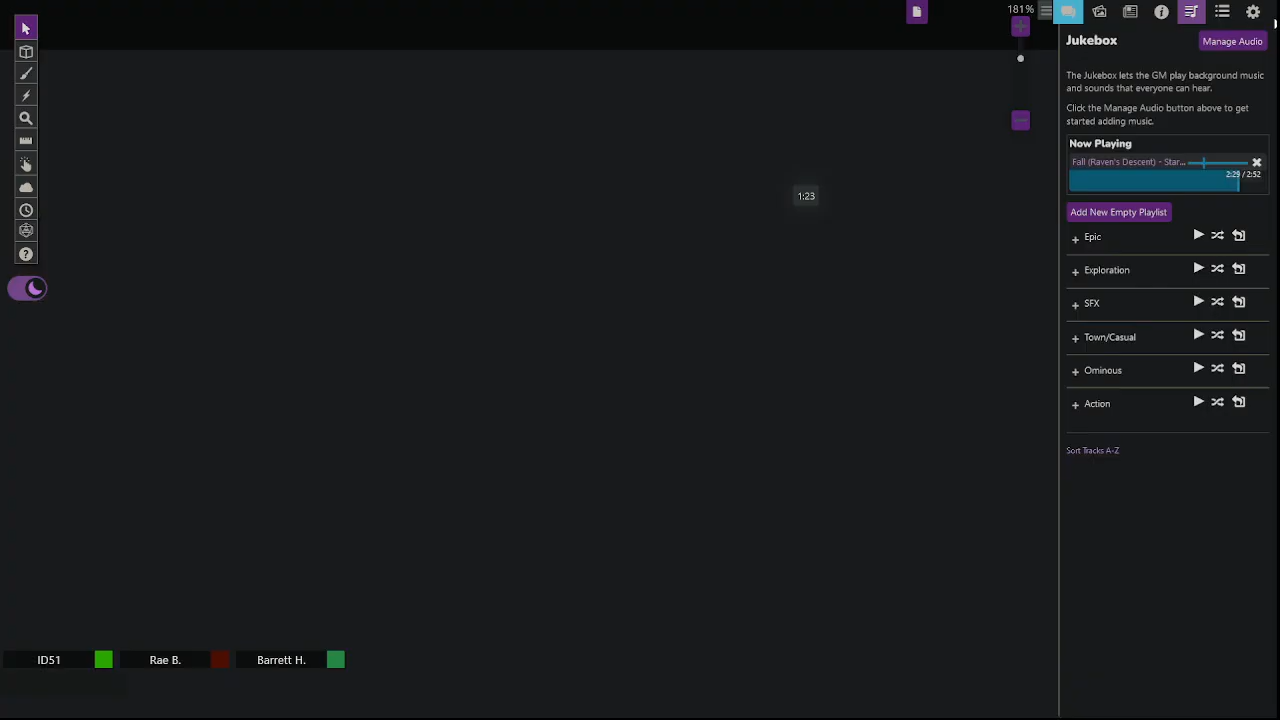 181%
Jukebox
Manage Audio
The Jukebox lets the GM play background music
and sounds that everyone can hear.
Click the Manage Audio button above to get
started adding music.
Now Playing
Fall (Raven's Descent) - Star...
2:29 / 2:52
1:23
Add New Empty Playlist
Epic
Exploration
SFX
Town/Casual
Ominous
Action
Sort Tracks A-Z
ID51
Rae B.
Barrett H.